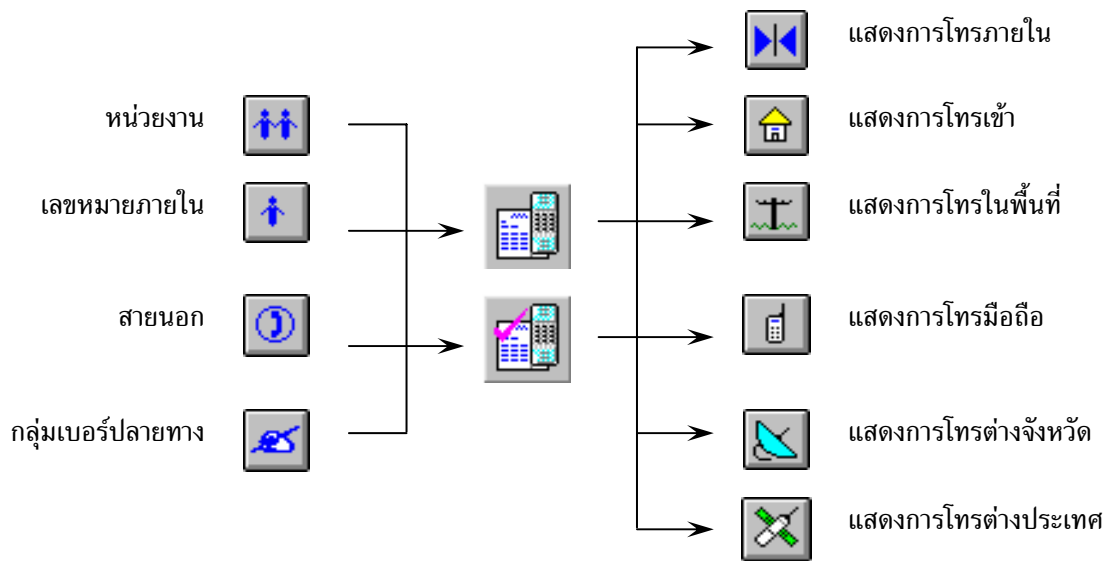 หน่วยงาน
เลขหมายภายใน
สายนอก
กลุ่มเบอร์ปลายทาง
แสดงการโทรภายใน
แสดงการโทรเข้า
แสดงการโทรในพื้นที่
แสดงการโทรมือถือ
แสดงการโทรต่างจังหวัด
แสดงการโทรต่างประเทศ